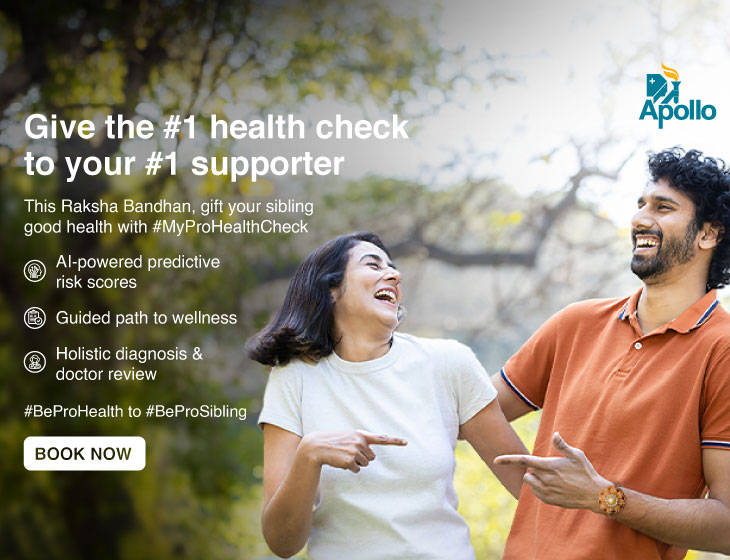 Apollo
Give the #1 health check
to your #1 supporter
This Raksha Bandhan, gift your sibling
good health with #MyProHealthCheck
AI-powered predictive
risk scores
Guided path to wellness
Holistic diagnosis &
doctor review
#BeProHealth to #BeProSibling
BOOK NOW